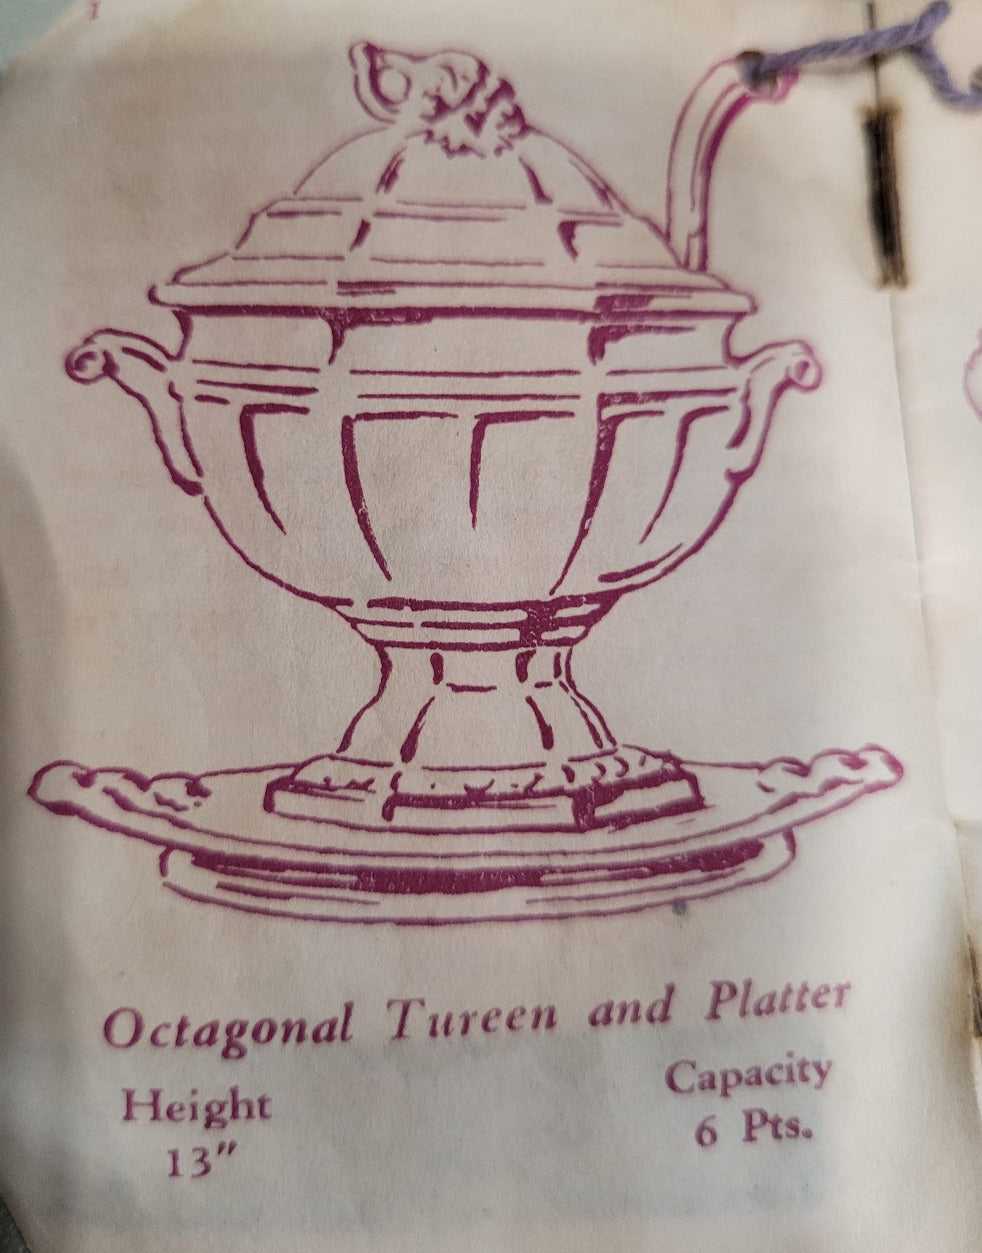 Octagonal Tureen and Platter
Height
13"
Capacity
6 Pts.